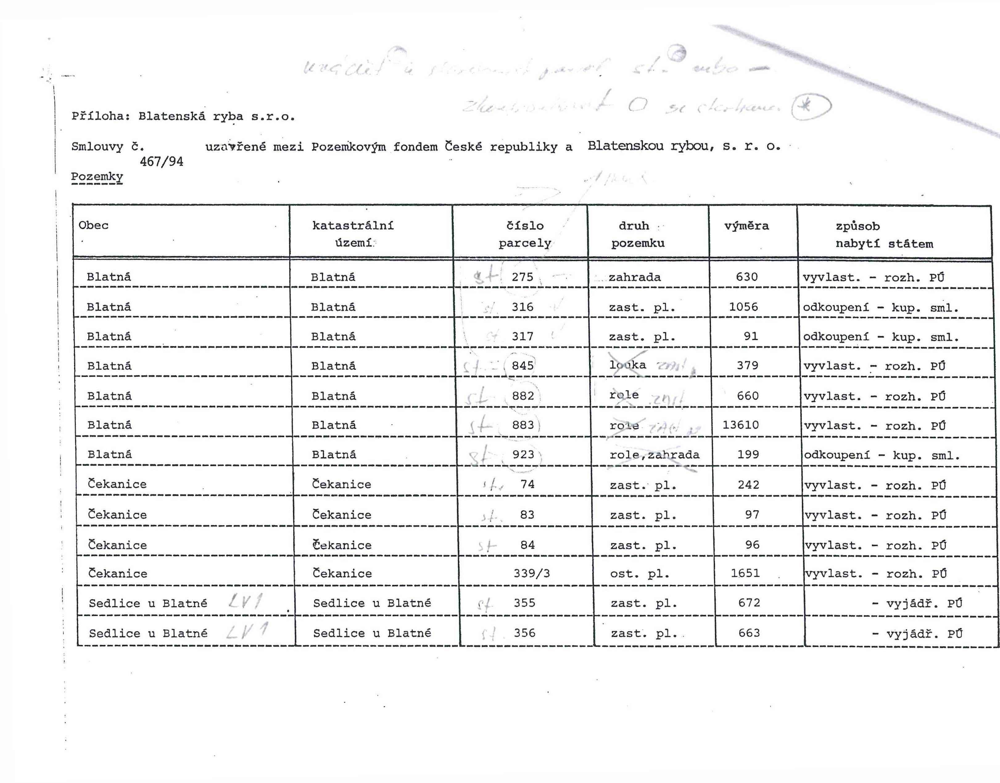 uvádět u parcel st. nebo -
zkontrolovat O se
Příloha: Blatenská ryba s.r.o.
Smlouvy č. uzavřené mezi Pozemkovým fondem České republiky a Blatenskou rybou, s. r. o.
467/94
Pozemky
Obec katastrální území číslo parcely druh pozemku výměra způsob nabytí státem
Blatná Blatná st 275 - zahrada 630 vyvlast. - rozh. PÚ
Blatná Blatná st. 316 zast. pl. 1056 odkoupení - kup. sml.
Blatná Blatná st. 317 zast. pl. 91 odkoupení - kup. sml.
Blatná Blatná st. 845 louka zast. 379 vyvlast. - rozh. PÚ
Blatná Blatná st 882 role zast 660 vyvlast. - rozh. PÚ
Blatná Blatná st 883 role zast 13610 vyvlast. - rozh. PÚ
Blatná Blatná st 923 role,zahrada 199 odkoupení - kup. sml.
Čekanice Čekanice st. 74 zast. pl. 242 vyvlast. - rozh. PÚ
Čekanice Čekanice st. 83 zast. pl. 97 vyvlast. - rozh. PÚ
Čekanice Čekanice st 84 zast. pl. 96 vyvlast. - rozh. PÚ
Čekanice Čekanice 339/3 ost. pl. 1651 vyvlast. - rozh. PÚ
Sedlice u Blatné LV1 Sedlice u Blatné st 355 zast. pl. 672 - vyjádř. PÚ
Sedlice u Blatné LV1 Sedlice u Blatné st. 356 zast. pl. 663 - vyjádř. PÚ